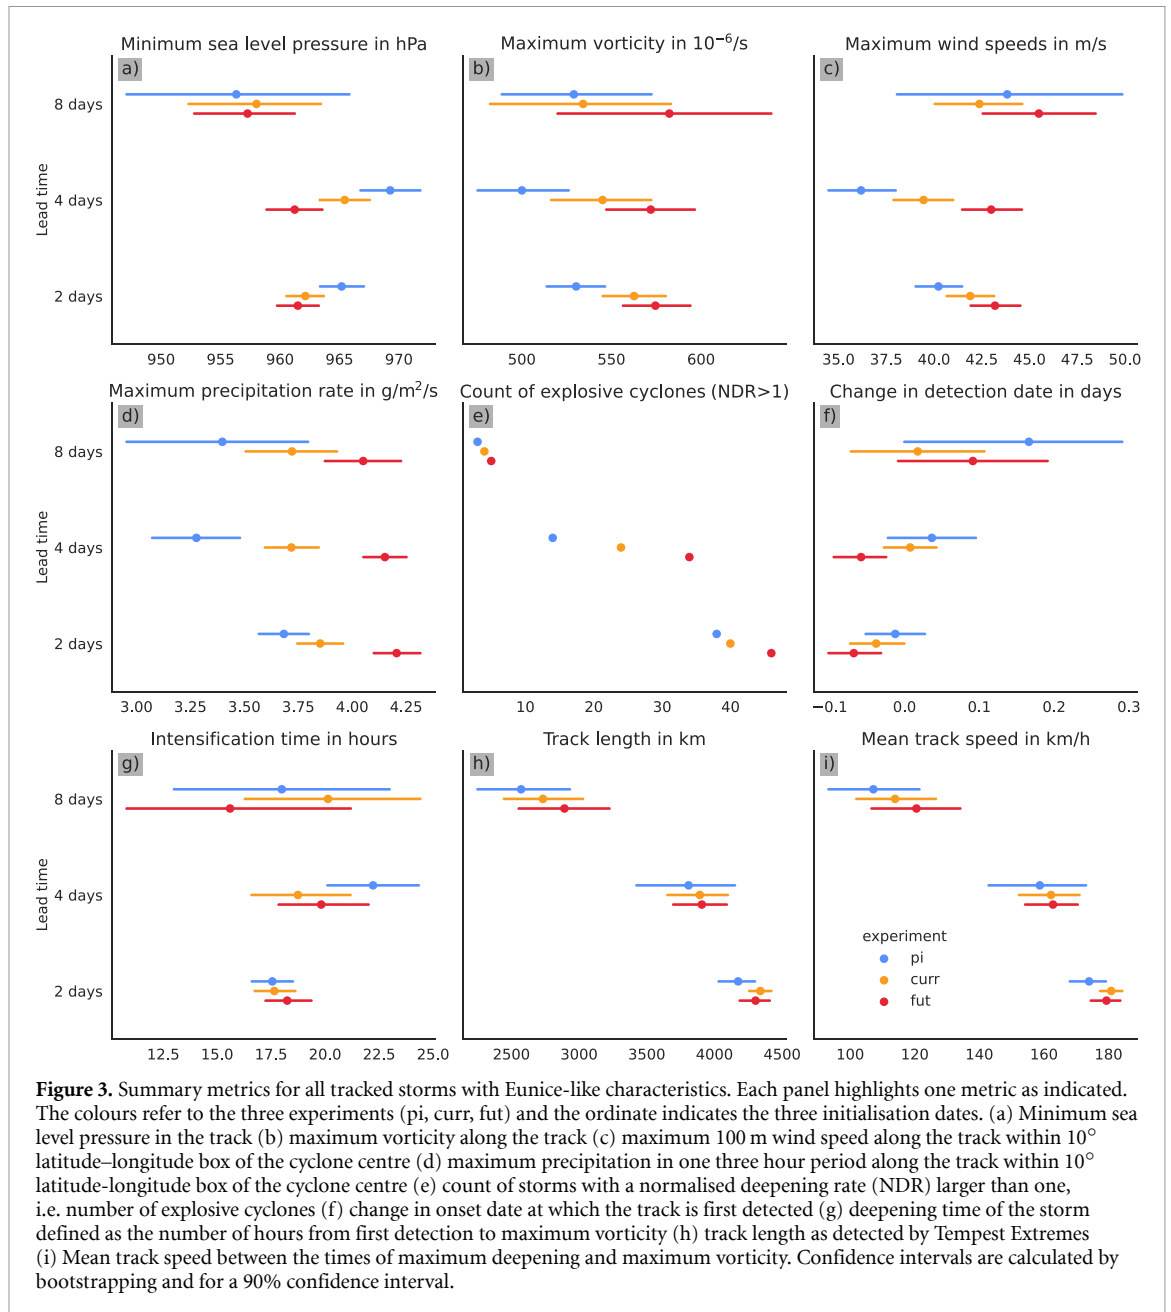 Minimum sea level pressure in hPa
Maximum vorticity in 10⁻⁶/s
Maximum wind speeds in m/s
a)
b)
c)
8 days
4 days
2 days
Lead time
950 955 960 965 970
500 550 600
35.0 37.5 40.0 42.5 45.0 47.5 50.0
Maximum precipitation rate in g/m²/s
Count of explosive cyclones (NDR>1)
Change in detection date in days
d)
e)
f)
8 days
4 days
2 days
Lead time
3.00 3.25 3.50 3.75 4.00 4.25
10 20 30 40
−0.1 0.0 0.1 0.2 0.3
Intensification time in hours
Track length in km
Mean track speed in km/h
g)
h)
i)
8 days
4 days
2 days
Lead time
experiment
pi
curr
fut
12.5 15.0 17.5 20.0 22.5 25.0
2500 3000 3500 4000 4500
100 120 140 160 180
Figure 3. Summary metrics for all tracked storms with Eunice-like characteristics. Each panel highlights one metric as indicated.
The colours refer to the three experiments (pi, curr, fut) and the ordinate indicates the three initialisation dates. (a) Minimum sea
level pressure in the track (b) maximum vorticity along the track (c) maximum 100 m wind speed along the track within 10°
latitude–longitude box of the cyclone centre (d) maximum precipitation in one three hour period along the track within 10°
latitude-longitude box of the cyclone centre (e) count of storms with a normalised deepening rate (NDR) larger than one,
i.e. number of explosive cyclones (f) change in onset date at which the track is first detected (g) deepening time of the storm
defined as the number of hours from first detection to maximum vorticity (h) track length as detected by Tempest Extremes
(i) Mean track speed between the times of maximum deepening and maximum vorticity. Confidence intervals are calculated by
bootstrapping and for a 90% confidence interval.